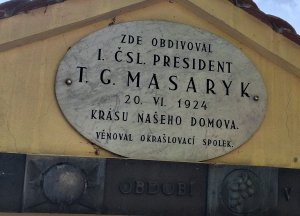 ZDE OBDIVOVAL
I. ČSL. PRESIDENT
T. G. MASARYK
20. VI. 1924
KRÁSU NAŠEHO DOMOVA.
VĚNOVAL OKRAŠLOVACÍ SPOLEK.
OBDOBÍ V